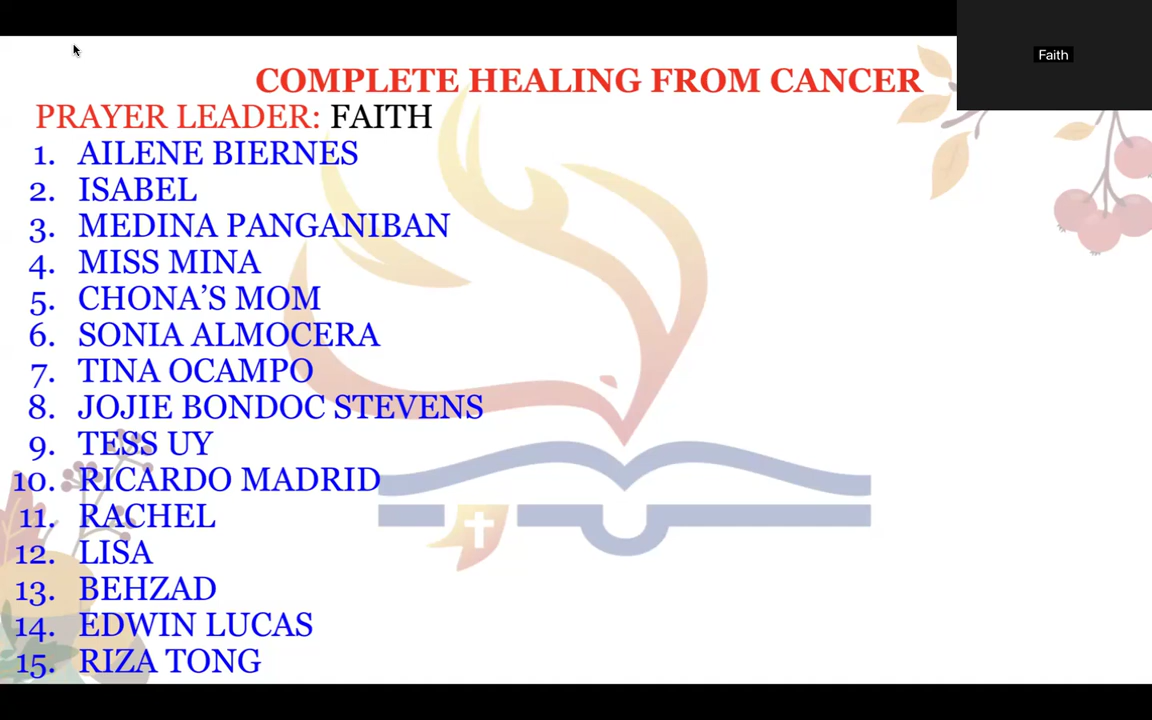 Faith
COMPLETE HEALING FROM CANCER
PRAYER LEADER: FAITH
1. AILENE BIERNES
2. ISABEL
3. MEDINA PANGANIBAN
4. MISS MINA
5. CHONA’S MOM
6. SONIA ALMOCERA
7. TINA OCAMPO
8. JOJIE BONDOC STEVENS
9. TESS UY
10. RICARDO MADRID
11. RACHEL
12. LISA
13. BEHZAD
14. EDWIN LUCAS
15. RIZA TONG